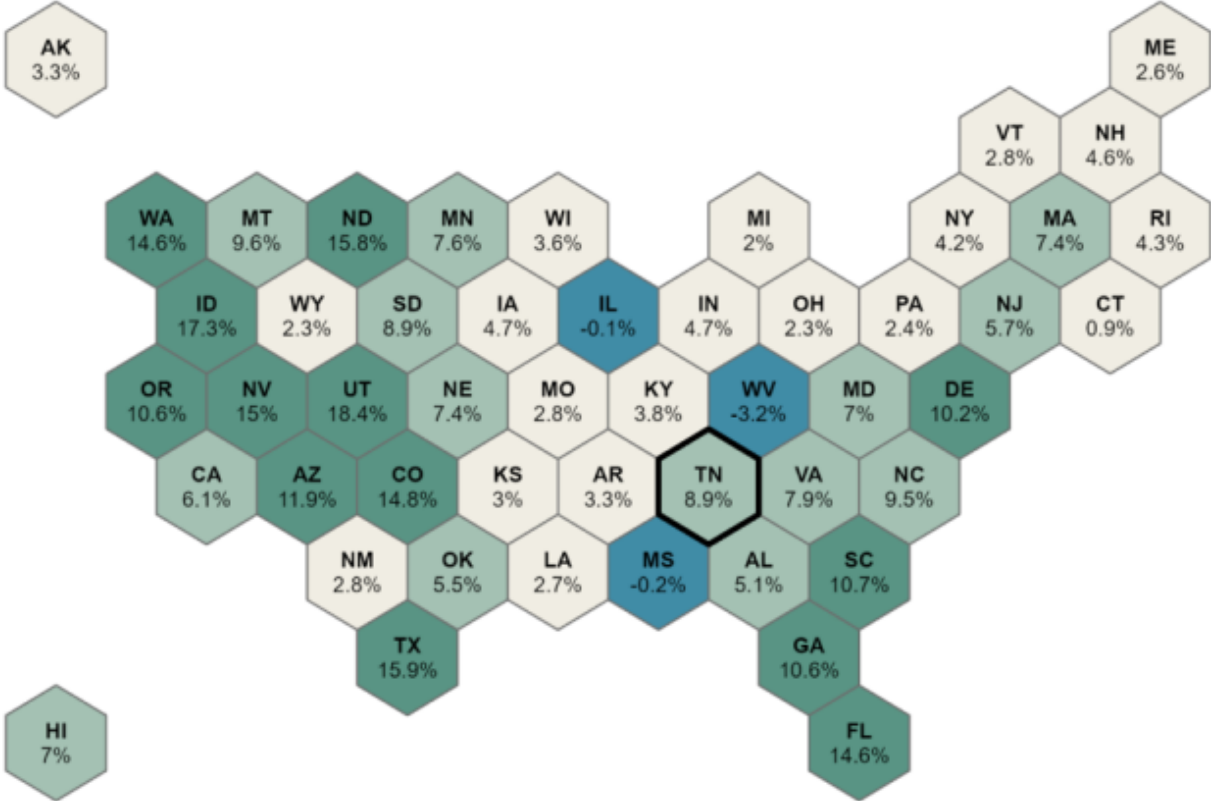 AK
3.3%
ME
2.6%
VT
2.8%
NH
4.6%
WA
14.6%
MT
9.6%
ND
15.8%
MN
7.6%
WI
3.6%
MI
2%
NY
4.2%
MA
7.4%
RI
4.3%
ID
17.3%
WY
2.3%
SD
8.9%
IA
4.7%
IL
-0.1%
IN
4.7%
OH
2.3%
PA
2.4%
NJ
5.7%
CT
0.9%
OR
10.6%
NV
15%
UT
18.4%
NE
7.4%
MO
2.8%
KY
3.8%
WV
-3.2%
MD
7%
DE
10.2%
CA
6.1%
AZ
11.9%
CO
14.8%
KS
3%
AR
3.3%
TN
8.9%
VA
7.9%
NC
9.5%
NM
2.8%
OK
5.5%
LA
2.7%
MS
-0.2%
AL
5.1%
SC
10.7%
TX
15.9%
GA
10.6%
HI
7%
FL
14.6%